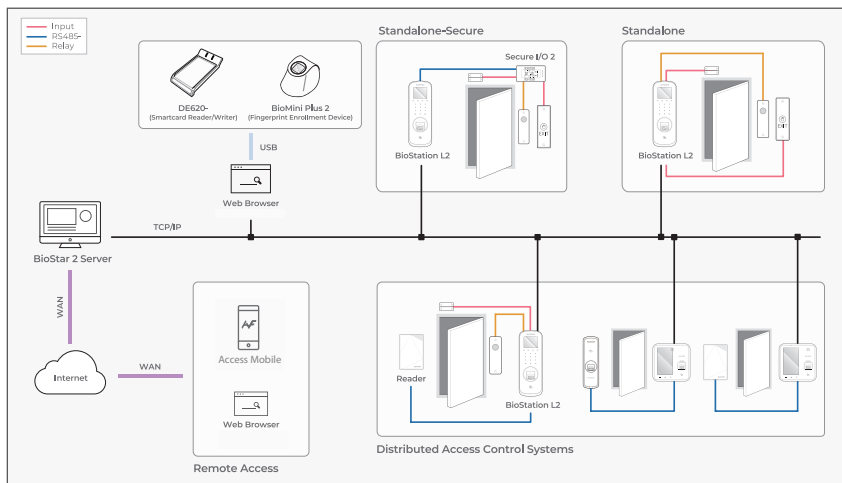 Input
RS485-
Relay
DE620-
(Smartcard Reader/Writer)
BioMini Plus 2
(Fingerprint Enrollment Device)
USB
Web Browser
Standalone-Secure
Secure I/O 2
EXIT
BioStation L2
Standalone
EXIT
BioStation L2
TCP/IP
BioStar 2 Server
WAN
Internet
WAN
Access Mobile
Web Browser
Remote Access
Reader
BioStation L2
Distributed Access Control Systems